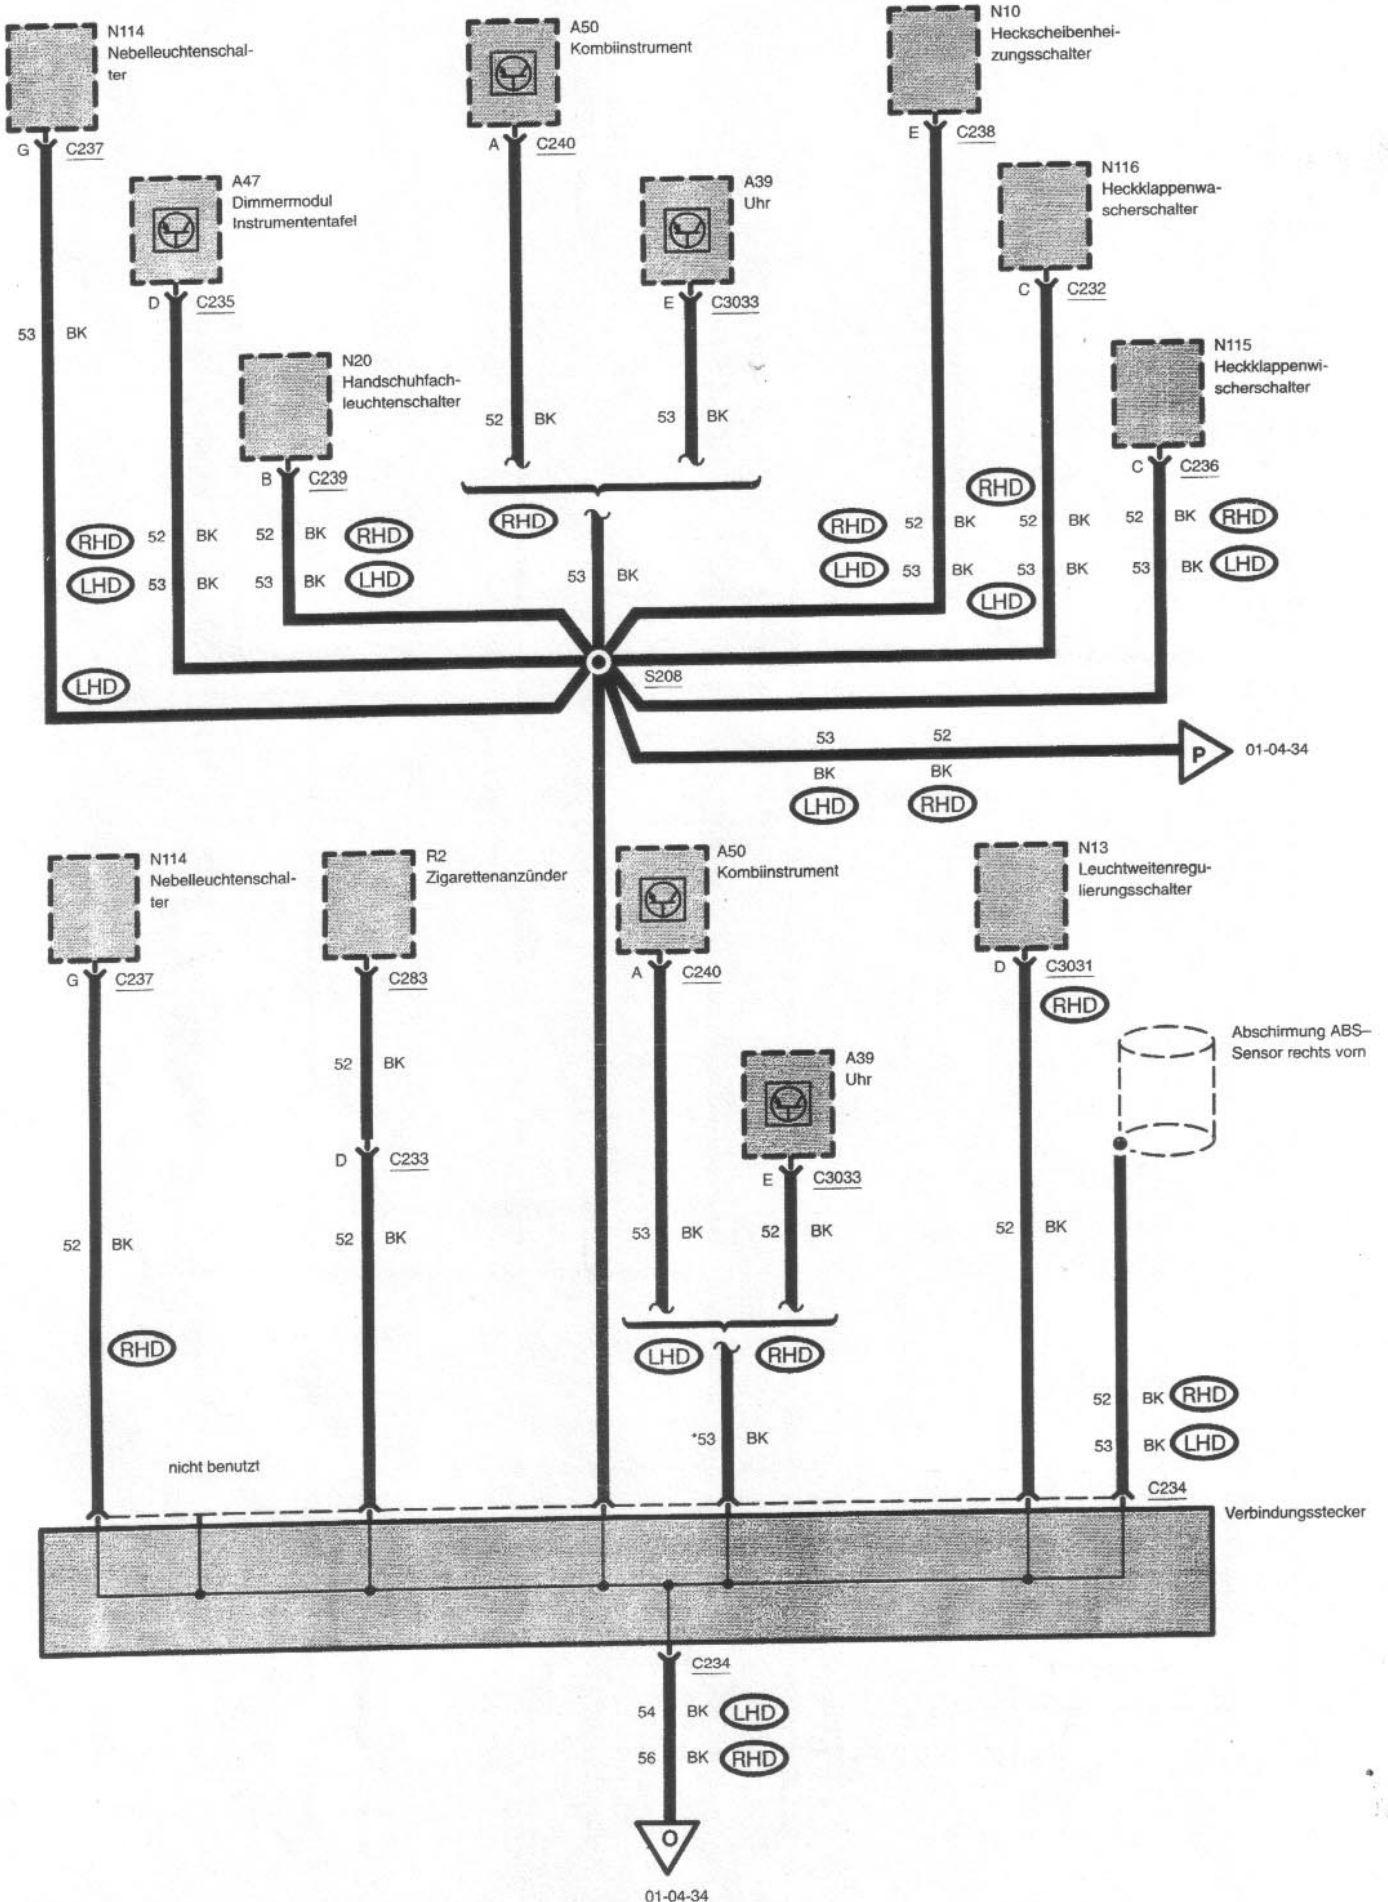 N114
Nebelleuchtenschal-
ter
G C237
53 BK
A50
Kombiinstrument
A C240
52 BK
N10
Heckscheibenhei-
zungsschalter
E C238
A47
Dimmermodul
Instrumententafel
D C235
A39
Uhr
E C3033
53 BK
N116
Heckklappenwa-
scherschalter
C C232
N20
Handschuhfach-
leuchtenschalter
B C239
N115
Heckklappenwi-
scherschalter
C C236
RHD 52 BK 52 BK RHD
LHD 53 BK 53 BK LHD
RHD
53 BK
RHD
RHD 52 BK 52 BK 52 BK RHD
LHD 53 BK 53 BK 53 BK LHD
LHD
LHD
S208
53 52
BK BK
LHD RHD
P 01-04-34
N114
Nebelleuchtenschal-
ter
G C237
52 BK
RHD
R2
Zigarettenanzünder
C283
52 BK
D C233
52 BK
A50
Kombiinstrument
A C240
53 BK
A39
Uhr
E C3033
52 BK
LHD RHD
*53 BK
N13
Leuchtweitenregu-
lierungsschalter
D C3031
RHD
52 BK
Abschirmung ABS–
Sensor rechts vorn
52 BK RHD
53 BK LHD
nicht benutzt
C234
Verbindungsstecker
C234
54 BK LHD
56 BK RHD
O
01-04-34